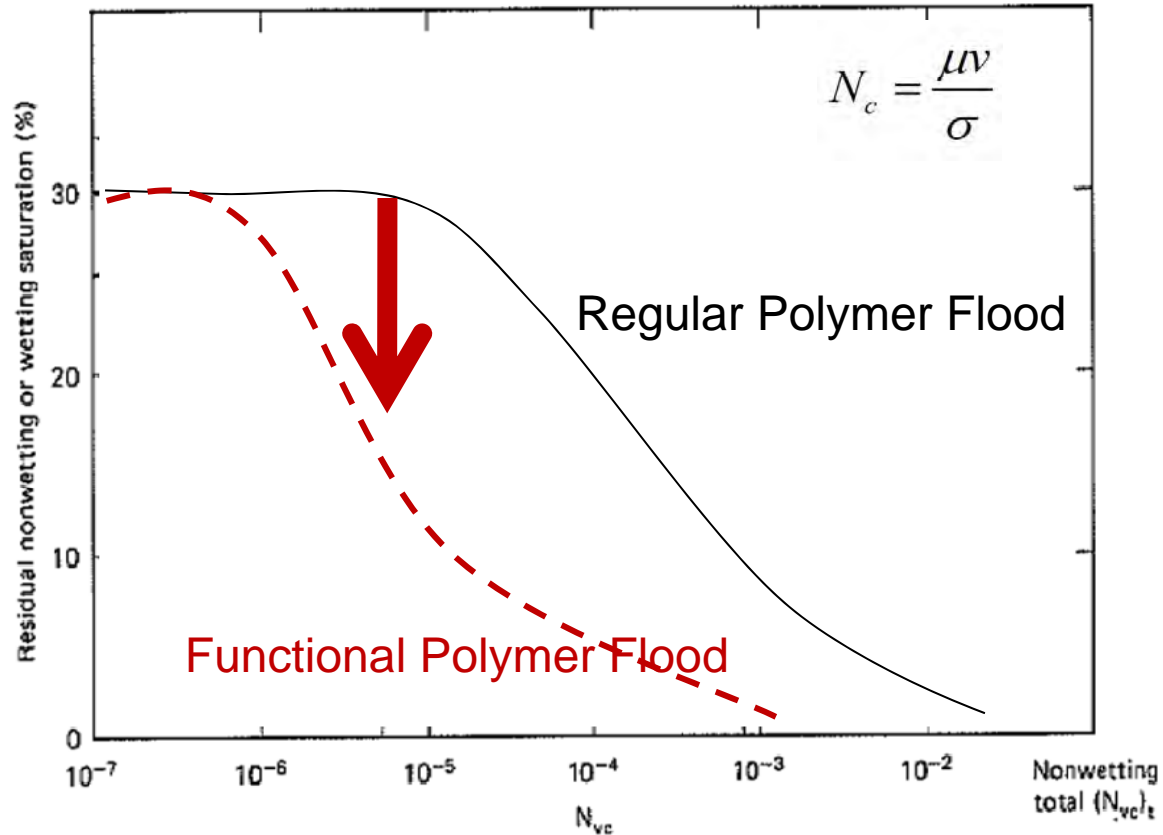 N_c = μv/σ
Residual nonwetting or wetting saturation (%)
30
20
10
0
Regular Polymer Flood
Functional Polymer Flood
10⁻⁷ 10⁻⁶ 10⁻⁵ 10⁻⁴ 10⁻³ 10⁻² Nonwetting
total (N_vc)_t
N_vc